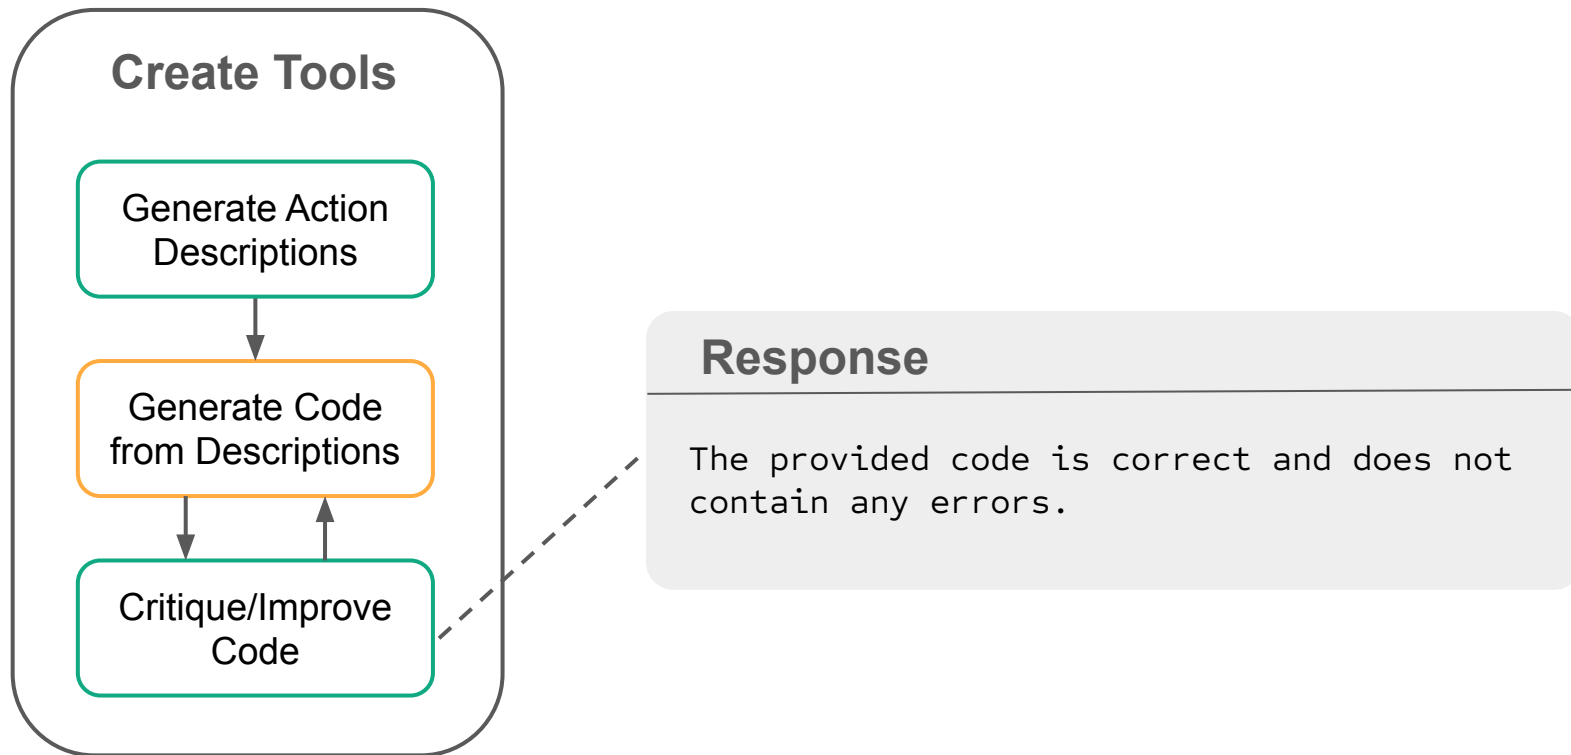 Create Tools
Generate Action
Descriptions
Generate Code
from Descriptions
Critique/Improve
Code
Response
The provided code is correct and does not
contain any errors.